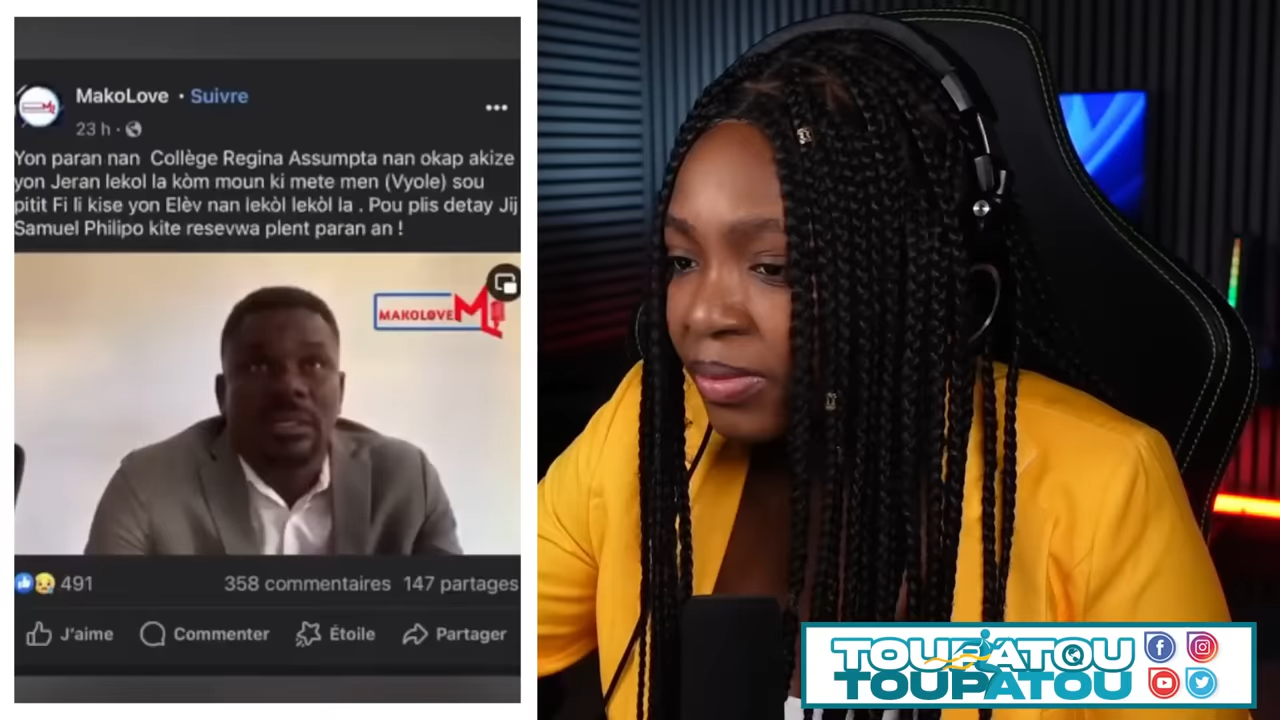 MakoLove · Suivre
23 h ·
Yon paran nan Collège Regina Assumpta nan okap akize
yon Jeran lekol la kòm moun ki mete men (Vyole) sou
pitit Fi li kise yon Elèv nan lekòl lekòl la . Pou plis detay Jij
Samuel Philipo kite resevwa plent paran an !
MAKOLOVE ML
491
358 commentaires 147 partages
J'aime
Commenter
Étoile
Partager
TOUPATOU
TOUPATOU